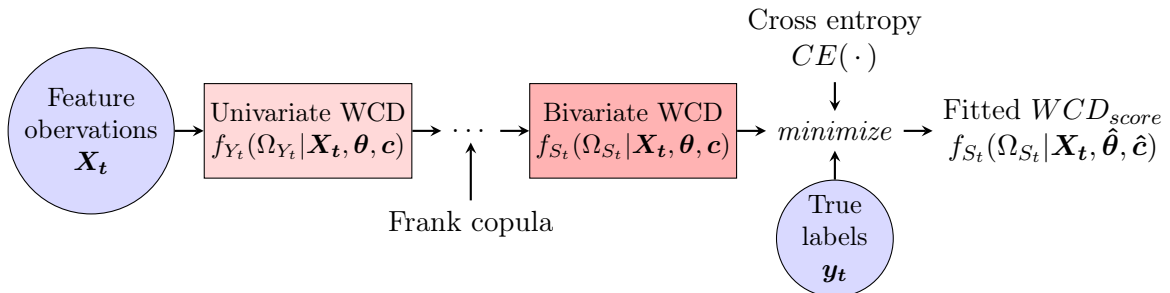 Feature
obervations
X_t
Univariate WCD
f_{Y_t}(Ω_{Y_t}|X_t, θ, c)
···
Frank copula
Bivariate WCD
f_{S_t}(Ω_{S_t}|X_t, θ, c)
Cross entropy
CE(·)
minimize
True
labels
y_t
Fitted WCD_{score}
f_{S_t}(Ω_{S_t}|X_t, θ̂, ĉ)